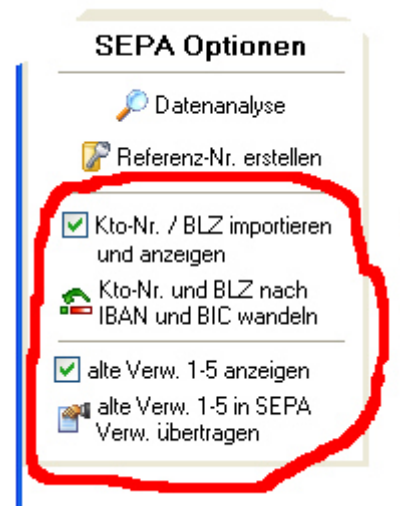 SEPA Optionen
Datenanalyse
Referenz-Nr. erstellen
Kto-Nr. / BLZ importieren
und anzeigen
Kto-Nr. und BLZ nach
IBAN und BIC wandeln
alte Verw. 1-5 anzeigen
alte Verw. 1-5 in SEPA
Verw. übertragen